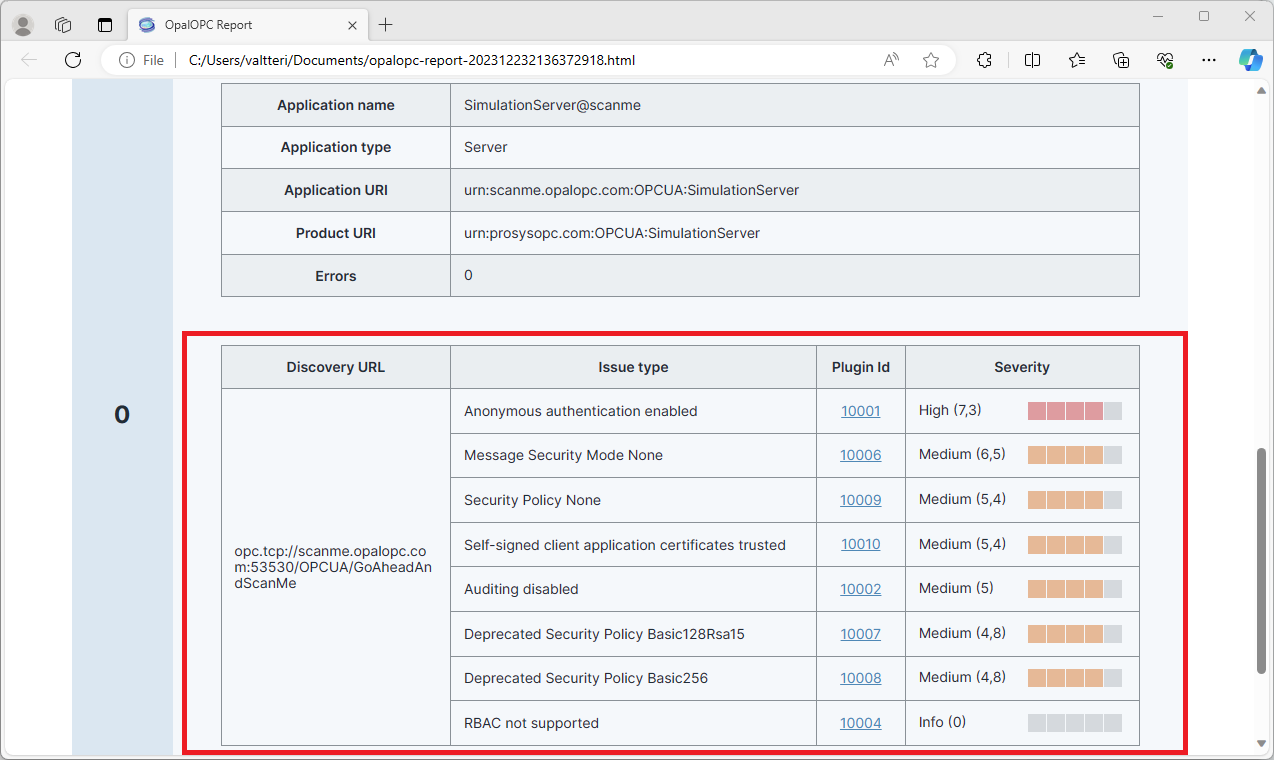 OpalOPC Report
File
C:/Users/valtteri/Documents/opalopc-report-202312232136372918.html
Application name SimulationServer@scanme
Application type Server
Application URI urn:scanme.opalopc.com:OPCUA:SimulationServer
Product URI urn:prosysopc.com:OPCUA:SimulationServer
Errors 0
0
Discovery URL Issue type Plugin Id Severity
opc.tcp://scanme.opalopc.co
m:53530/OPCUA/GoAheadAn
dScanMe
Anonymous authentication enabled 10001 High (7,3)
Message Security Mode None 10006 Medium (6,5)
Security Policy None 10009 Medium (5,4)
Self-signed client application certificates trusted 10010 Medium (5,4)
Auditing disabled 10002 Medium (5)
Deprecated Security Policy Basic128Rsa15 10007 Medium (4,8)
Deprecated Security Policy Basic256 10008 Medium (4,8)
RBAC not supported 10004 Info (0)